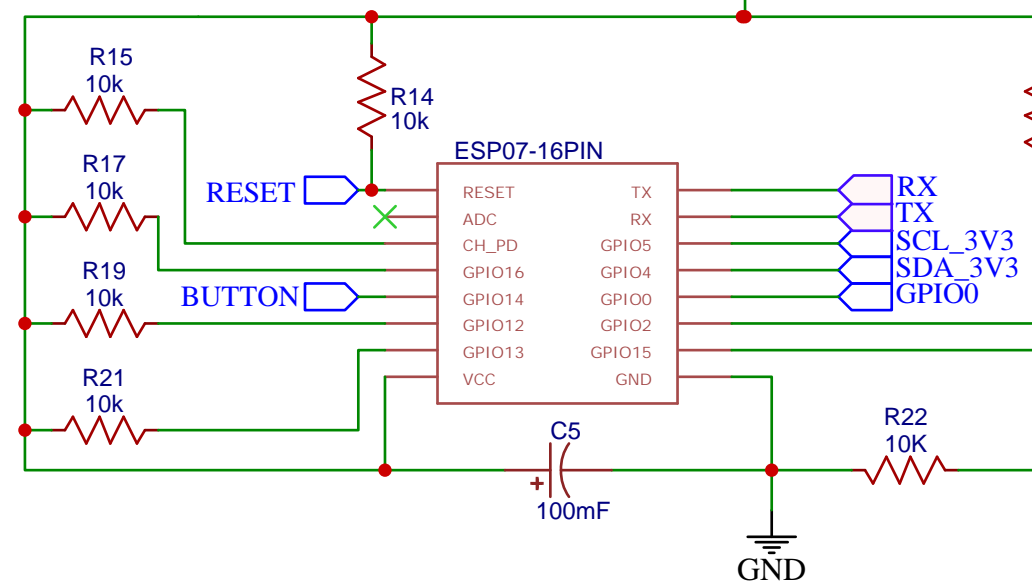 R15
10k
R14
10k
ESP07-16PIN
R17
10k
RESET
RESET
TX
RX
ADC
RX
TX
CH_PD
GPIO5
SCL_3V3
R19
10k
GPIO16
GPIO4
SDA_3V3
BUTTON
GPIO14
GPIO0
GPIO0
GPIO12
GPIO2
GPIO13
GPIO15
R21
10k
VCC
GND
C5
+
100mF
R22
10K
GND